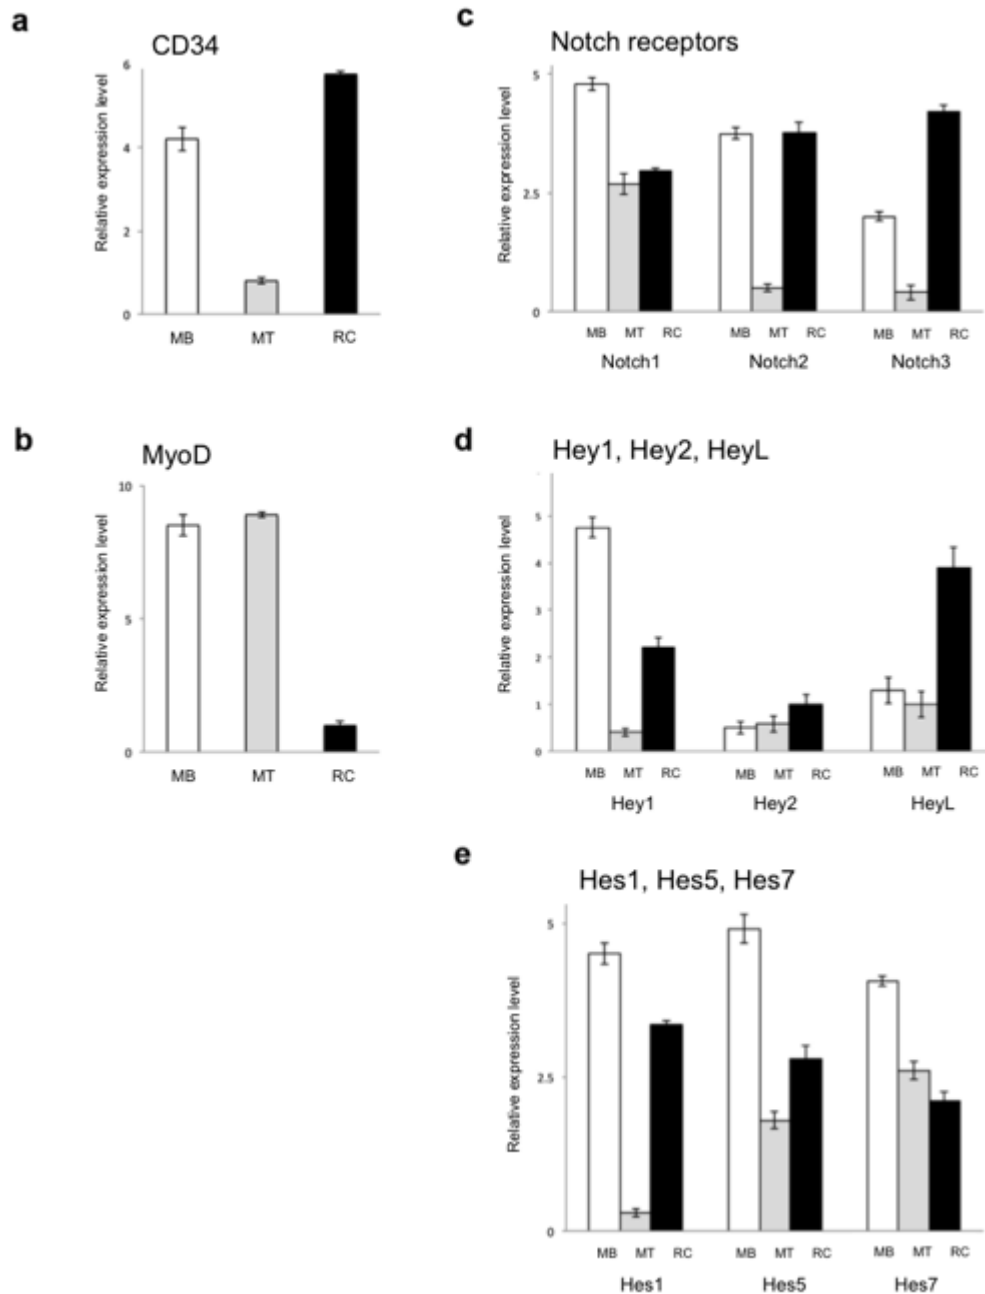 a
CD34
Relative expression level
6
4
2
0
MB MT RC
b
MyoD
Relative expression level
10
5
0
MB MT RC
c
Notch receptors
Relative expression level
5
2.5
0
MB MT RC MB MT RC MB MT RC
Notch1 Notch2 Notch3
d
Hey1, Hey2, HeyL
Relative expression level
5
4
3
2
1
0
MB MT RC MB MT RC MB MT RC
Hey1 Hey2 HeyL
e
Hes1, Hes5, Hes7
Relative expression level
5
2.5
0
MB MT RC MB MT RC MB MT RC
Hes1 Hes5 Hes7